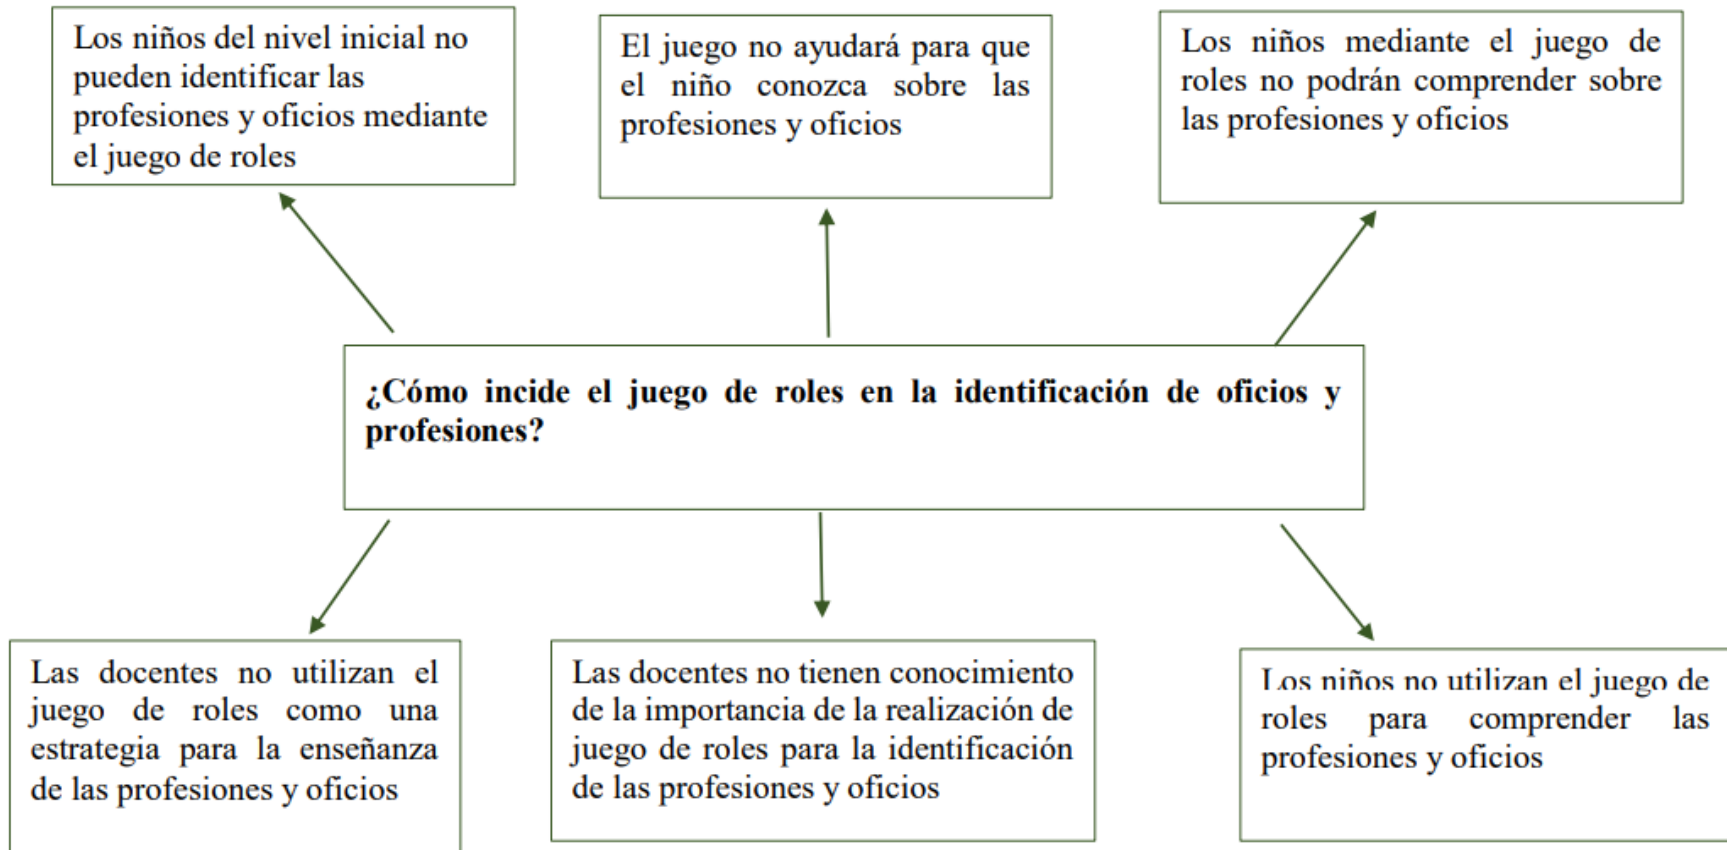 Los niños del nivel inicial no
pueden identificar las
profesiones y oficios mediante
el juego de roles
El juego no ayudará para que
el niño conozca sobre las
profesiones y oficios
Los niños mediante el juego de
roles no podrán comprender sobre
las profesiones y oficios
¿Cómo incide el juego de roles en la identificación de oficios y
profesiones?
Las docentes no utilizan el
juego de roles como una
estrategia para la enseñanza
de las profesiones y oficios
Las docentes no tienen conocimiento
de la importancia de la realización de
juego de roles para la identificación
de las profesiones y oficios
Los niños no utilizan el juego de
roles para comprender las
profesiones y oficios